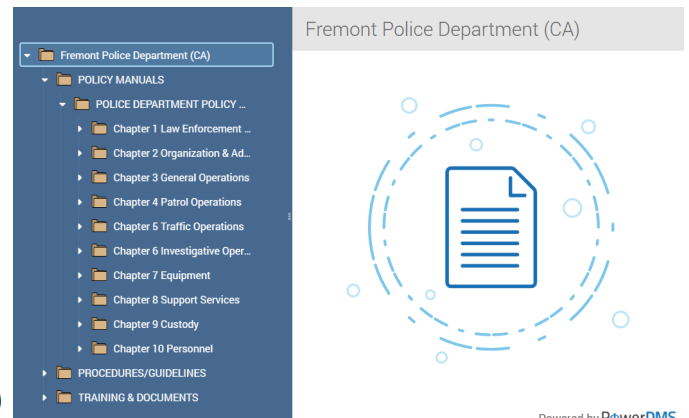 Fremont Police Department (CA)
Fremont Police Department (CA)
POLICY MANUALS
POLICE DEPARTMENT POLICY ...
Chapter 1 Law Enforcement ...
Chapter 2 Organization & Ad...
Chapter 3 General Operations
Chapter 4 Patrol Operations
Chapter 5 Traffic Operations
Chapter 6 Investigative Oper...
Chapter 7 Equipment
Chapter 8 Support Services
Chapter 9 Custody
Chapter 10 Personnel
PROCEDURES/GUIDELINES
TRAINING & DOCUMENTS
Powered by PowerDMS